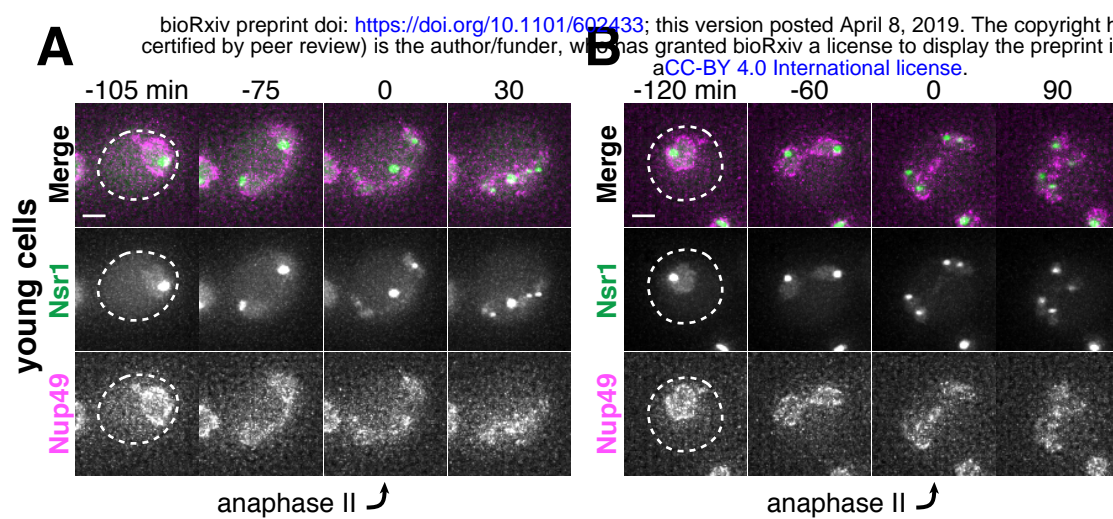 bioRxiv preprint doi: https://doi.org/10.1101/602433; this version posted April 8, 2019. The copyright h
certified by peer review) is the author/funder, who has granted bioRxiv a license to display the preprint i
aCC-BY 4.0 International license.
A
B
-105 min -75 0 30
-120 min -60 0 90
young cells
Merge
Nsr1
Nup49
Merge
Nsr1
Nup49
anaphase II
anaphase II